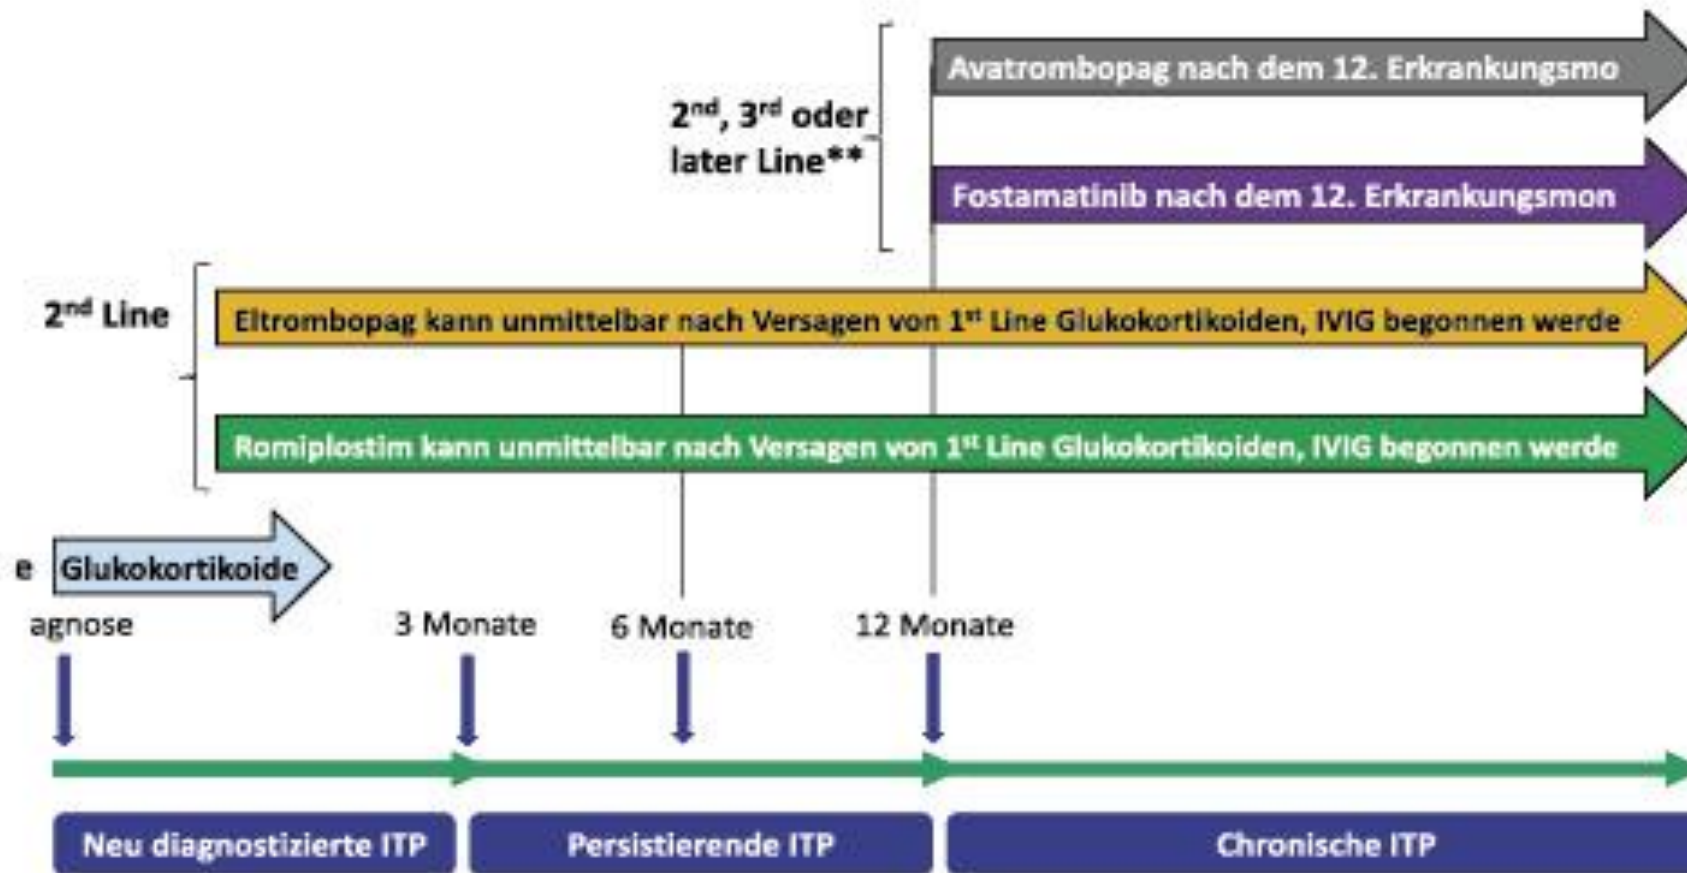 Avatrombopag nach dem 12. Erkrankungsmo
2nd, 3rd oder
later Line**
Fostamatinib nach dem 12. Erkrankungsmon
2nd Line
Eltrombopag kann unmittelbar nach Versagen von 1st Line Glukokortikoiden, IVIG begonnen werde
Romiplostim kann unmittelbar nach Versagen von 1st Line Glukokortikoiden, IVIG begonnen werde
e Glukokortikoide
agnose 3 Monate 6 Monate 12 Monate
Neu diagnostizierte ITP Persistierende ITP Chronische ITP